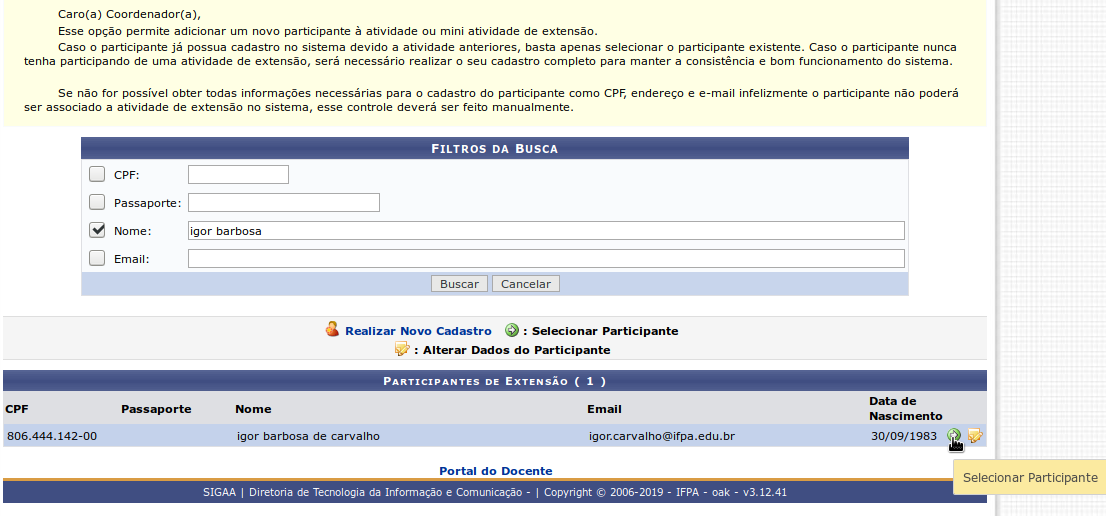 Caro(a) Coordenador(a),
Esse opção permite adicionar um novo participante à atividade ou mini atividade de extensão.
Caso o participante já possua cadastro no sistema devido a atividade anteriores, basta apenas selecionar o participante existente. Caso o participante nunca
tenha participando de uma atividade de extensão, será necessário realizar o seu cadastro completo para manter a consistência e bom funcionamento do sistema.
Se não for possível obter todas informações necessárias para o cadastro do participante como CPF, endereço e e-mail infelizmente o participante não poderá
ser associado a atividade de extensão no sistema, esse controle deverá ser feito manualmente.
Filtros da Busca
CPF:
Passaporte:
Nome: igor barbosa
Email:
Buscar Cancelar
Realizar Novo Cadastro : Selecionar Participante
: Alterar Dados do Participante
Participantes de Extensão ( 1 )
CPF Passaporte Nome Email Data de
Nascimento
806.444.142-00 igor barbosa de carvalho igor.carvalho@ifpa.edu.br 30/09/1983
Portal do Docente
Selecionar Participante
SIGAA | Diretoria de Tecnologia da Informação e Comunicação - | Copyright © 2006-2019 - IFPA - oak - v3.12.41